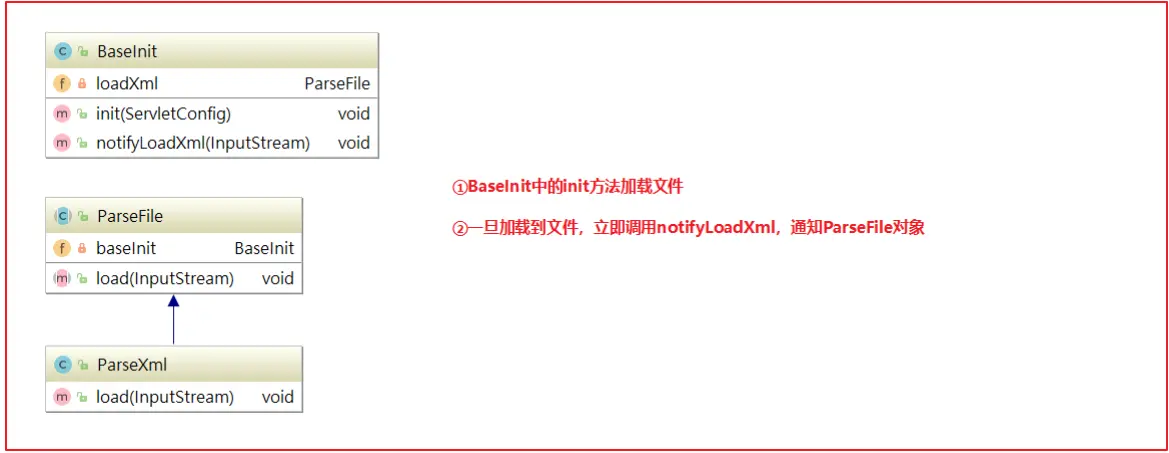 BaseInit
loadXml ParseFile
init(ServletConfig) void
notifyLoadXml(InputStream) void
①BaseInit中的init方法加载文件
ParseFile
②一旦加载到文件，立即调用notifyLoadXml，通知ParseFile对象
baseInit BaseInit
load(InputStream) void
ParseXml
load(InputStream) void